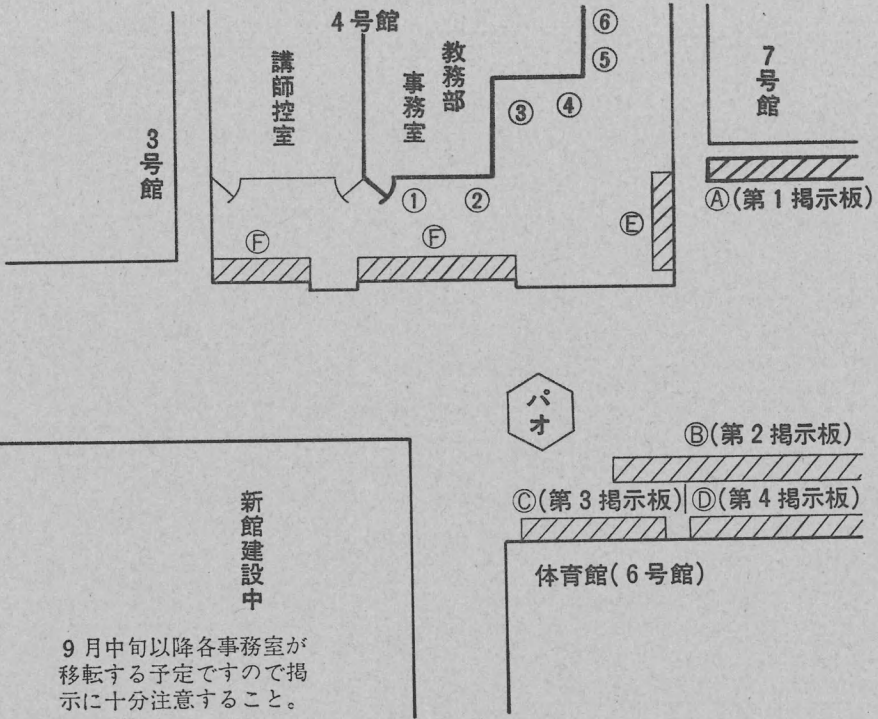 4号館
⑥
⑤
教務部
事務室
講師控室
③
④
7号館
3号館
①
②
Ⓐ(第1掲示板)
Ⓔ
Ⓕ
Ⓕ
パオ
Ⓑ(第2掲示板)
Ⓒ(第3掲示板)
Ⓓ(第4掲示板)
新館建設中
体育館(6号館)
9月中旬以降各事務室が
移転する予定ですので掲
示に十分注意すること。